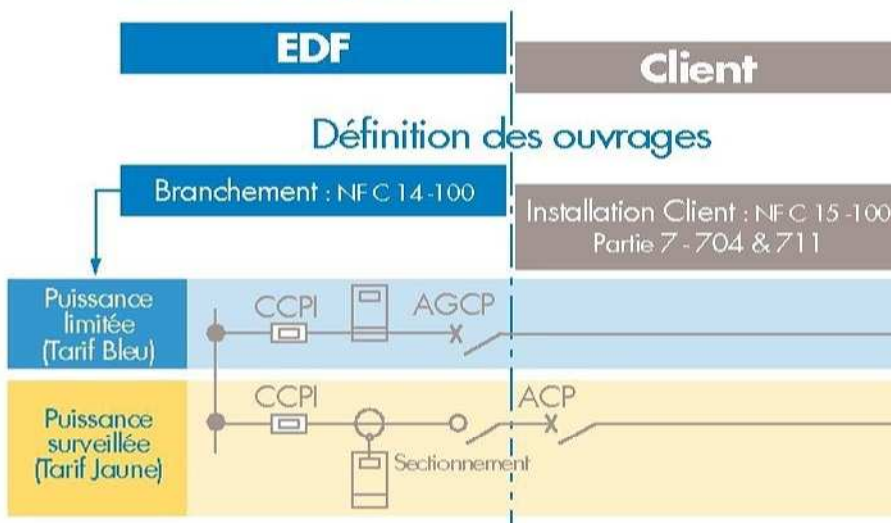 EDF
Client
Définition des ouvrages
Branchement : NF C 14-100
Installation Client : NF C 15-100
Partie 7 - 704 & 711
Puissance
limitée
(Tarif Bleu)
CCPI
AGCP
Puissance
surveillée
(Tarif Jaune)
CCPI
Sectionnement
ACP